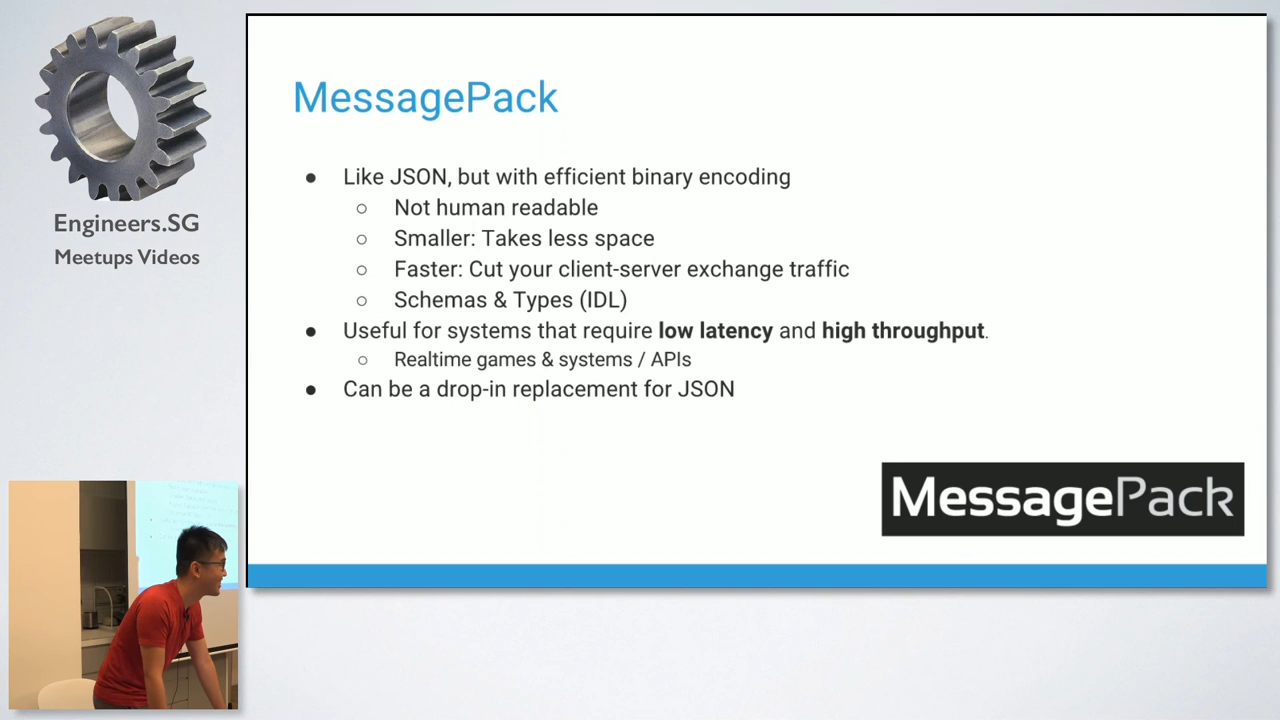 Engineers.SG
Meetups Videos
MessagePack
● Like JSON, but with efficient binary encoding
○ Not human readable
○ Smaller: Takes less space
○ Faster: Cut your client-server exchange traffic
○ Schemas & Types (IDL)
● Useful for systems that require low latency and high throughput.
○ Realtime games & systems / APIs
● Can be a drop-in replacement for JSON
MessagePack